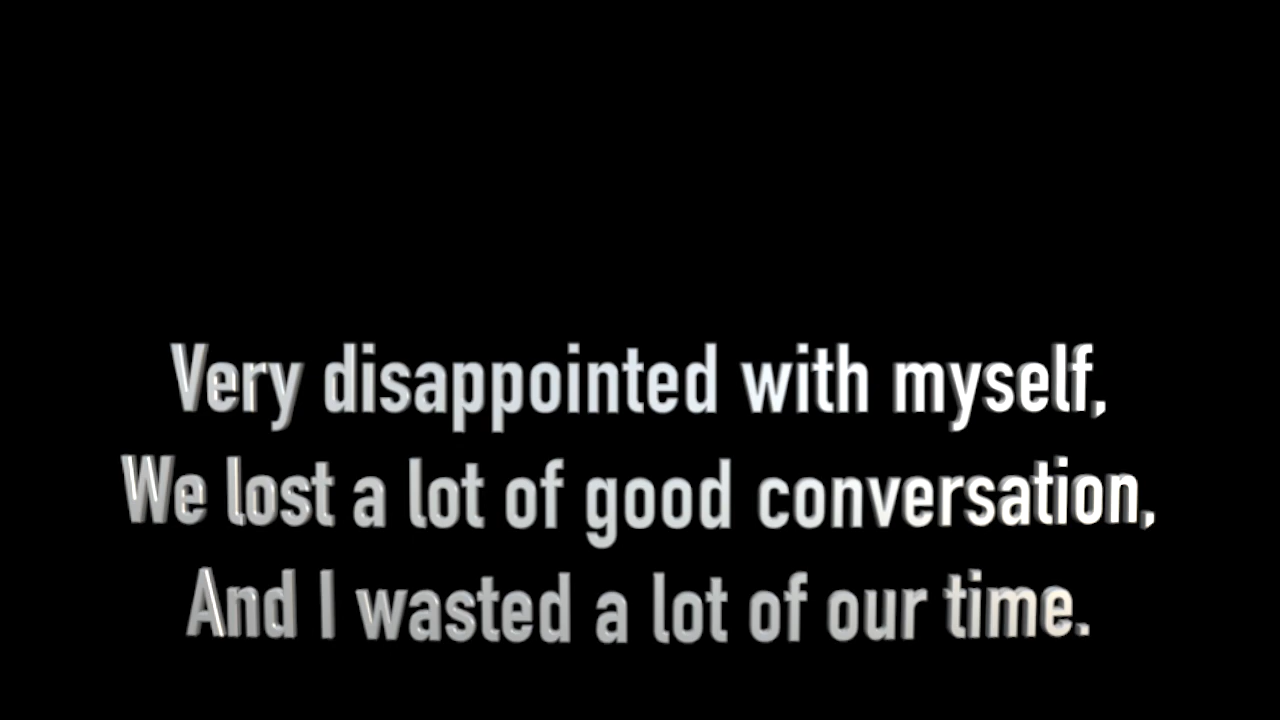 Very disappointed with myself,
We lost a lot of good conversation,
And I wasted a lot of our time.